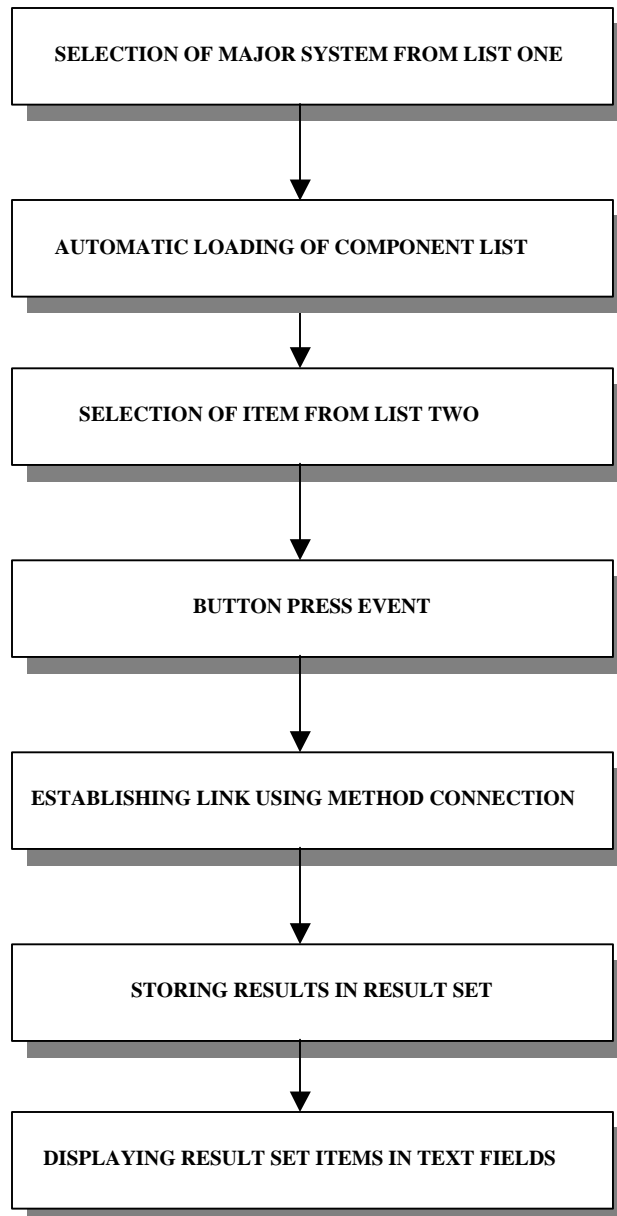 SELECTION OF MAJOR SYSTEM FROM LIST ONE
AUTOMATIC LOADING OF COMPONENT LIST
SELECTION OF ITEM FROM LIST TWO
BUTTON PRESS EVENT
ESTABLISHING LINK USING METHOD CONNECTION
STORING RESULTS IN RESULT SET
DISPLAYING RESULT SET ITEMS IN TEXT FIELDS